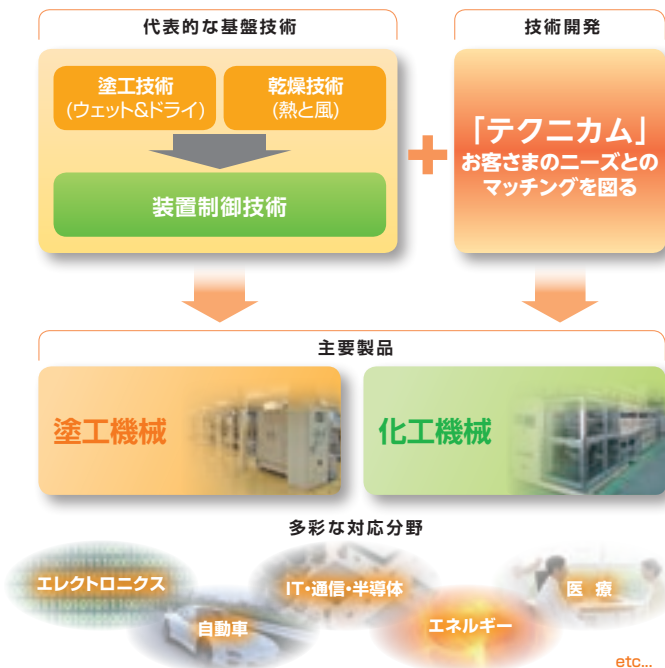 代表的な基盤技術
技術開発
塗工技術
(ウェット&ドライ)
乾燥技術
(熱と風)
装置制御技術
+
「テクニカム」
お客さまのニーズとの
マッチングを図る
主要製品
塗工機械
化工機械
多彩な対応分野
エレクトロニクス
自動車
IT・通信・半導体
エネルギー
医 療
etc...